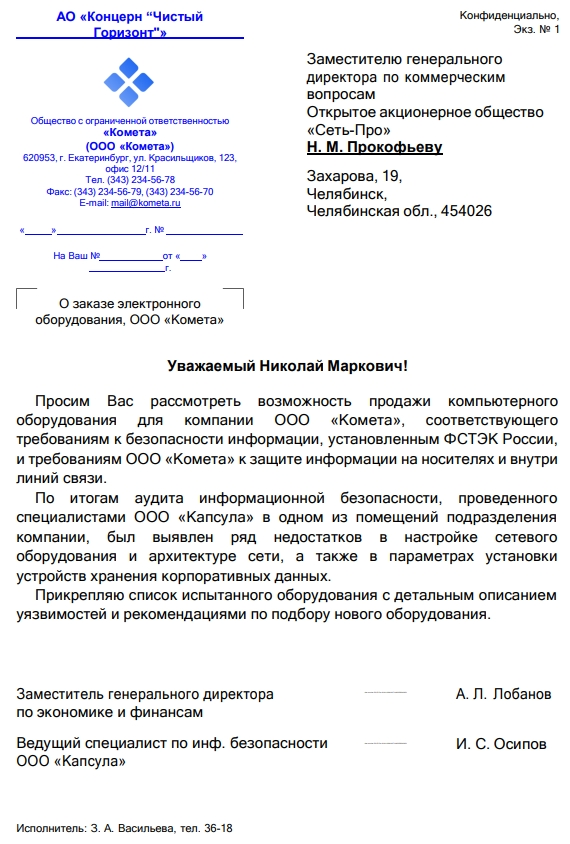 АО «Концерн “Чистый
Горизонт"»
Конфиденциально,
Экз. № 1
Общество с ограниченной ответственностью
«Комета»
(ООО «Комета»)
620953, г. Екатеринбург, ул. Красильщиков, 123,
офис 12/11
Тел. (343) 234-56-78
Факс: (343) 234-56-79, (343) 234-56-70
E-mail: mail@kometa.ru
«_____»_________________г. № _______________
На Ваш №____________от «____»
_______________г.
Заместителю генерального
директора по коммерческим
вопросам
Открытое акционерное общество
«Сеть-Про»
Н. М. Прокофьеву
Захарова, 19,
Челябинск,
Челябинская обл., 454026
О заказе электронного
оборудования, ООО «Комета»
Уважаемый Николай Маркович!
Просим Вас рассмотреть возможность продажи компьютерного
оборудования для компании ООО «Комета», соответствующего
требованиям к безопасности информации, установленным ФСТЭК России,
и требованиям ООО «Комета» к защите информации на носителях и внутри
линий связи.
По итогам аудита информационной безопасности, проведенного
специалистами ООО «Капсула» в одном из помещений подразделения
компании, был выявлен ряд недостатков в настройке сетевого
оборудования и архитектуре сети, а также в параметрах установки
устройств хранения корпоративных данных.
Прикрепляю список испытанного оборудования с детальным описанием
уязвимостей и рекомендациями по подбору нового оборудования.
Заместитель генерального директора
по экономике и финансам
А. Л. Лобанов
Ведущий специалист по инф. безопасности
ООО «Капсула»
И. С. Осипов
Исполнитель: З. А. Васильева, тел. 36-18